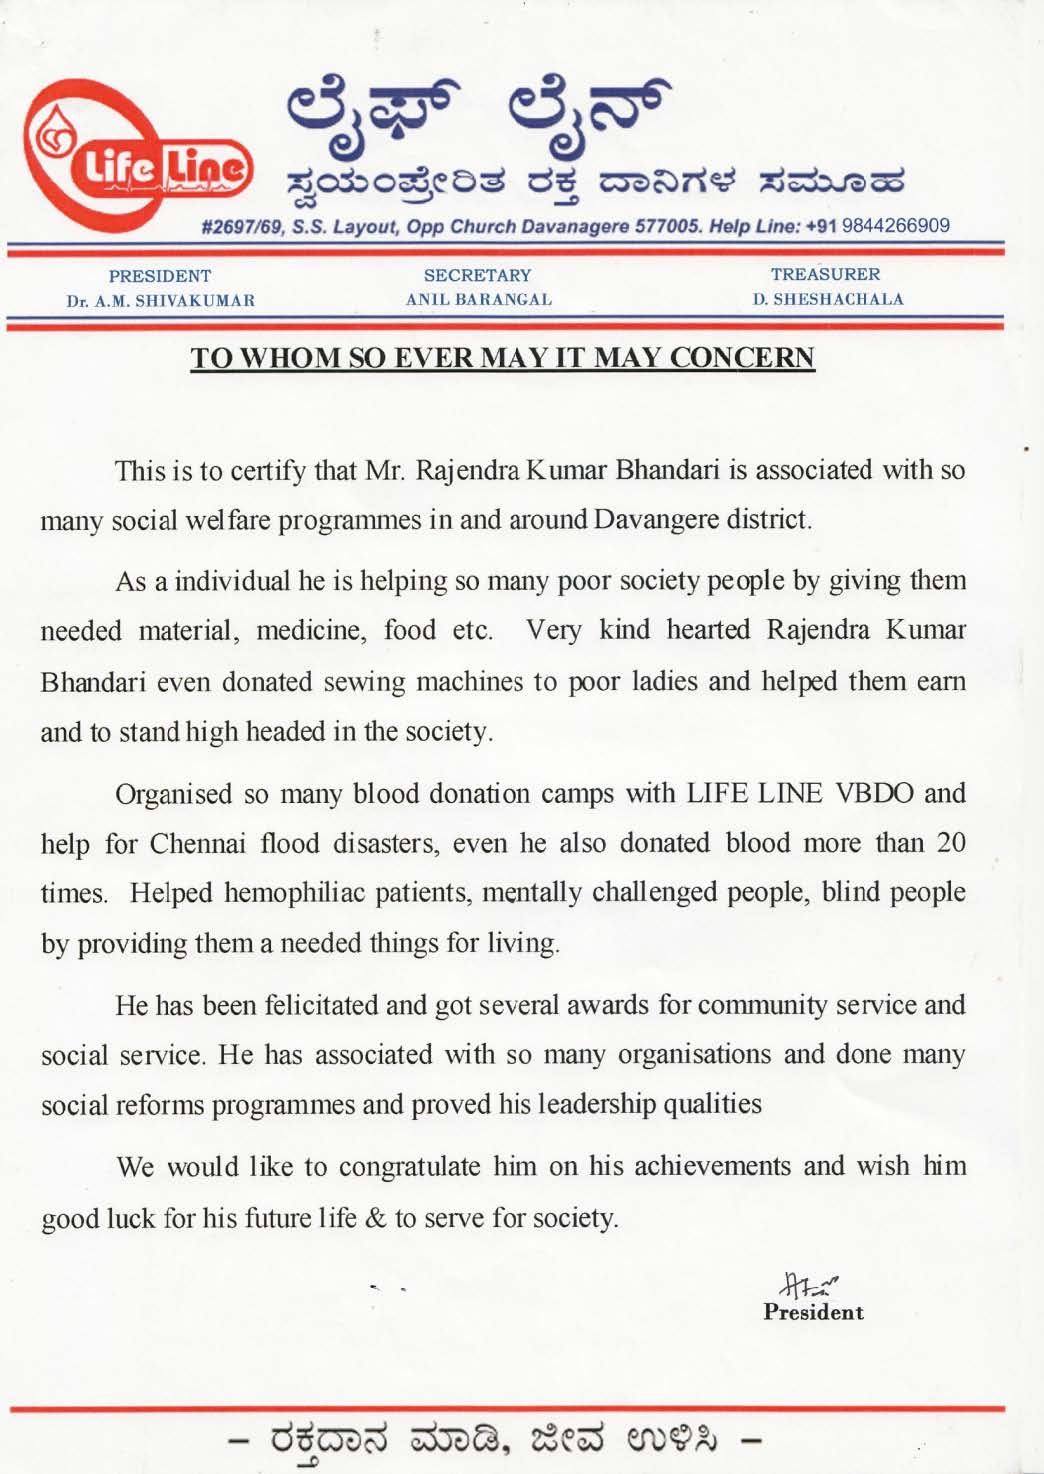 Life Line
ಲೈಫ್ ಲೈನ್
ಸ್ವಯಂಪ್ರೇರಿತ ರಕ್ತ ದಾನಿಗಳ ಸಮೂಹ
#2697/69, S.S. Layout, Opp Church Davanagere 577005. Help Line: +91 9844266909
PRESIDENT SECRETARY TREASURER
Dr. A.M. SHIVAKUMAR ANIL BARANGAL D. SHESHACHALA
TO WHOM SO EVER MAY IT MAY CONCERN
This is to certify that Mr. Rajendra Kumar Bhandari is associated with so
many social welfare programmes in and around Davangere district.
As a individual he is helping so many poor society people by giving them
needed material, medicine, food etc. Very kind hearted Rajendra Kumar
Bhandari even donated sewing machines to poor ladies and helped them earn
and to stand high headed in the society.
Organised so many blood donation camps with LIFE LINE VBDO and
help for Chennai flood disasters, even he also donated blood more than 20
times. Helped hemophiliac patients, mentally challenged people, blind people
by providing them a needed things for living.
He has been felicitated and got several awards for community service and
social service. He has associated with so many organisations and done many
social reforms programmes and proved his leadership qualities
We would like to congratulate him on his achievements and wish him
good luck for his future life & to serve for society.
President
– ರಕ್ತದಾನ ಮಾಡಿ, ಜೀವ ಉಳಿಸಿ –